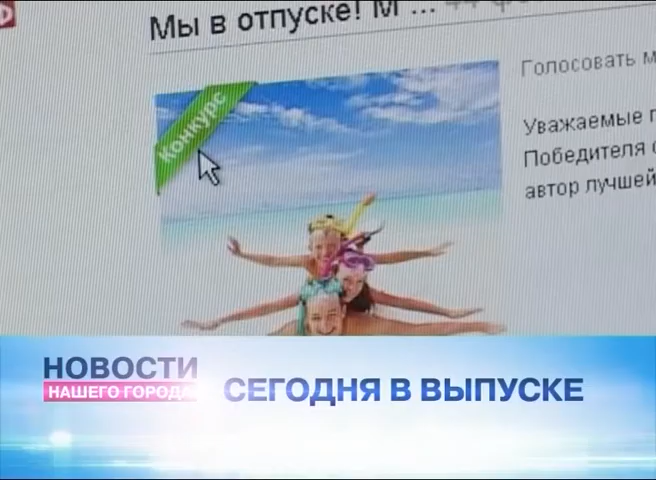 Мы в отпуске! М ...
Конкурс
Голосовать
Уважаемые
Победителя
автор лучшей
НОВОСТИ
НАШЕГО ГОРОДА
СЕГОДНЯ В ВЫПУСКЕ